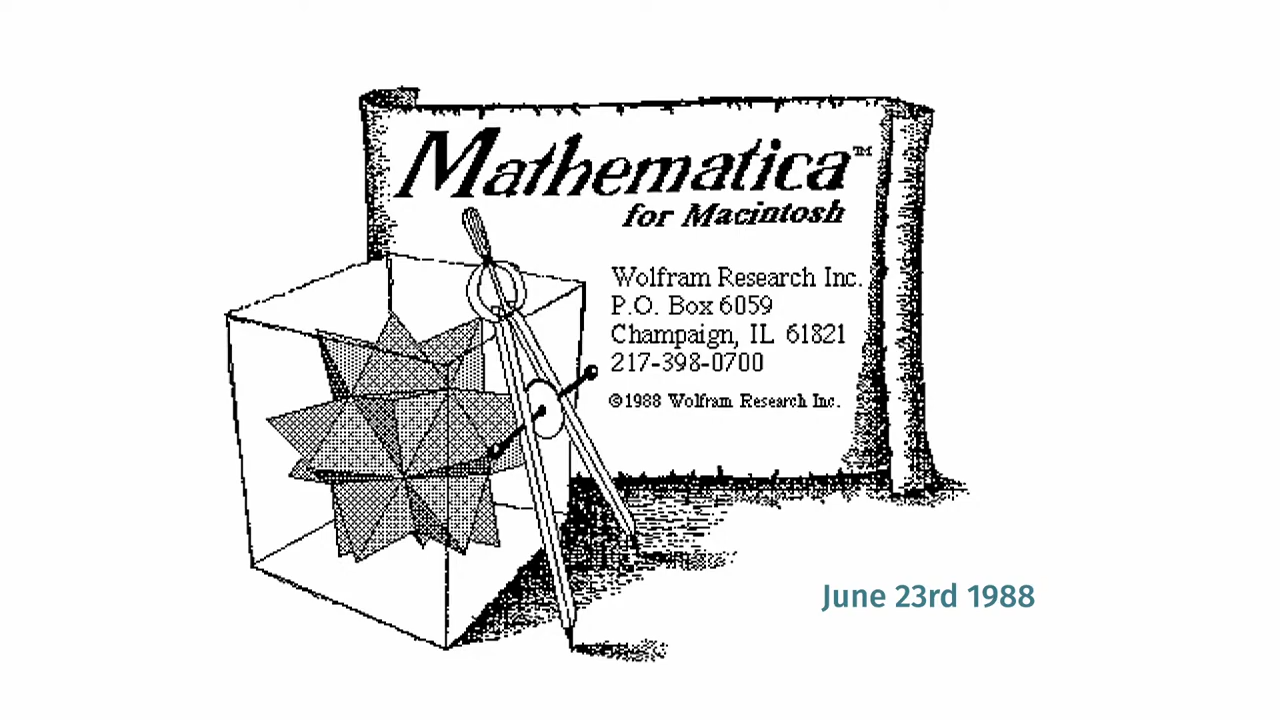 Mathematica™
for Macintosh
Wolfram Research Inc.
P.O. Box 6059
Champaign, IL 61821
217-398-0700
©1988 Wolfram Research Inc.
June 23rd 1988